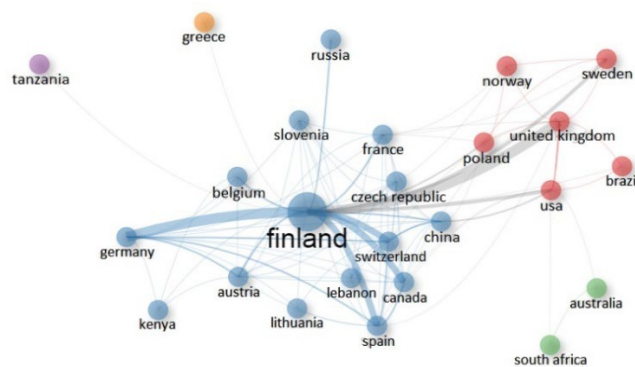 greece
russia
tanzania
norway
sweden
slovenia
france
poland
united kingdom
belgium
czech republic
brazi
usa
finland
china
germany
switzerland
austria
lebanon
canada
australia
kenya
lithuania
spain
south africa